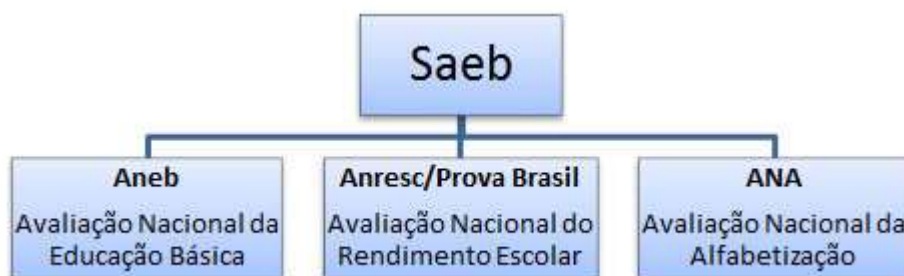 Saeb
Aneb
Avaliação Nacional da
Educação Básica
Anresc/Prova Brasil
Avaliação Nacional do
Rendimento Escolar
ANA
Avaliação Nacional da
Alfabetização